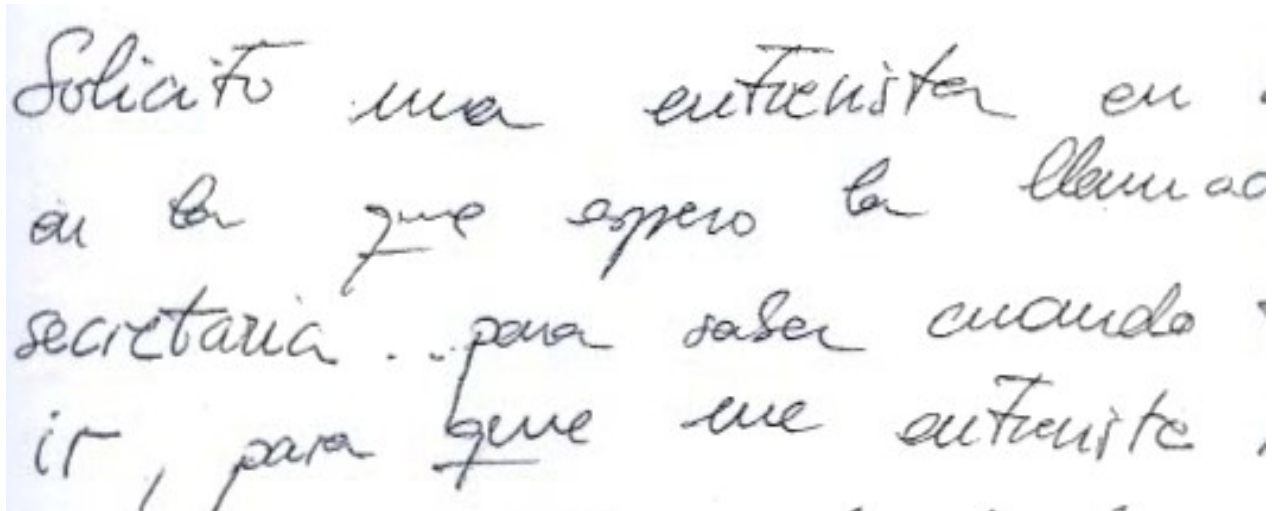 Solicito una entrevista en
en la que espero la llamad
secretaria... para saber cuando
ir, para que me entreviste